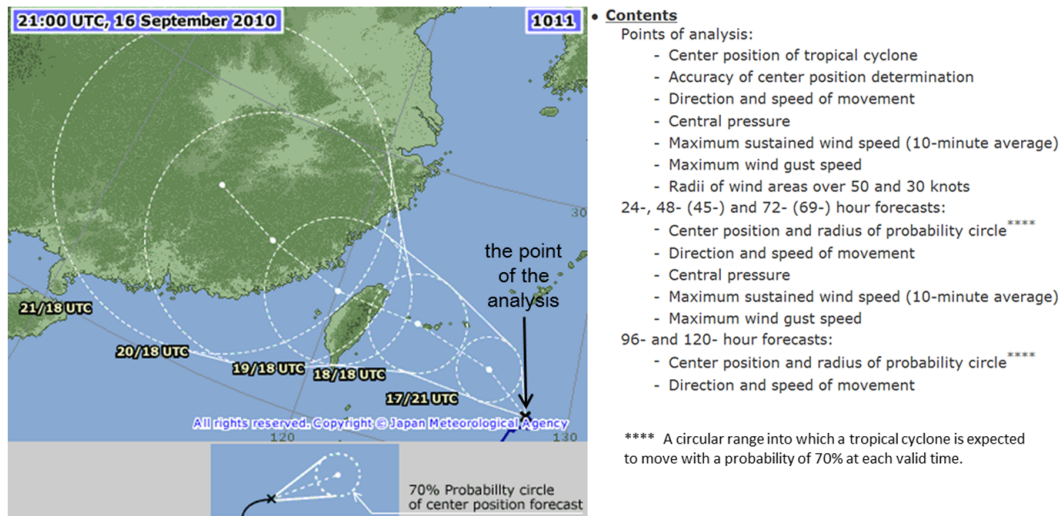 21:00 UTC, 16 September 2010
1011
30
the point
of the
analysis
21/18 UTC
20/18 UTC
19/18 UTC
18/18 UTC
17/21 UTC
All rights reserved. Copyright © Japan Meteorological Agency
120
130
70% Probability circle
of center position forecast
• Contents
Points of analysis:
- Center position of tropical cyclone
- Accuracy of center position determination
- Direction and speed of movement
- Central pressure
- Maximum sustained wind speed (10-minute average)
- Maximum wind gust speed
- Radii of wind areas over 50 and 30 knots
24-, 48- (45-) and 72- (69-) hour forecasts:
- Center position and radius of probability circle****
- Direction and speed of movement
- Central pressure
- Maximum sustained wind speed (10-minute average)
- Maximum wind gust speed
96- and 120- hour forecasts:
- Center position and radius of probability circle****
- Direction and speed of movement
**** A circular range into which a tropical cyclone is expected
to move with a probability of 70% at each valid time.